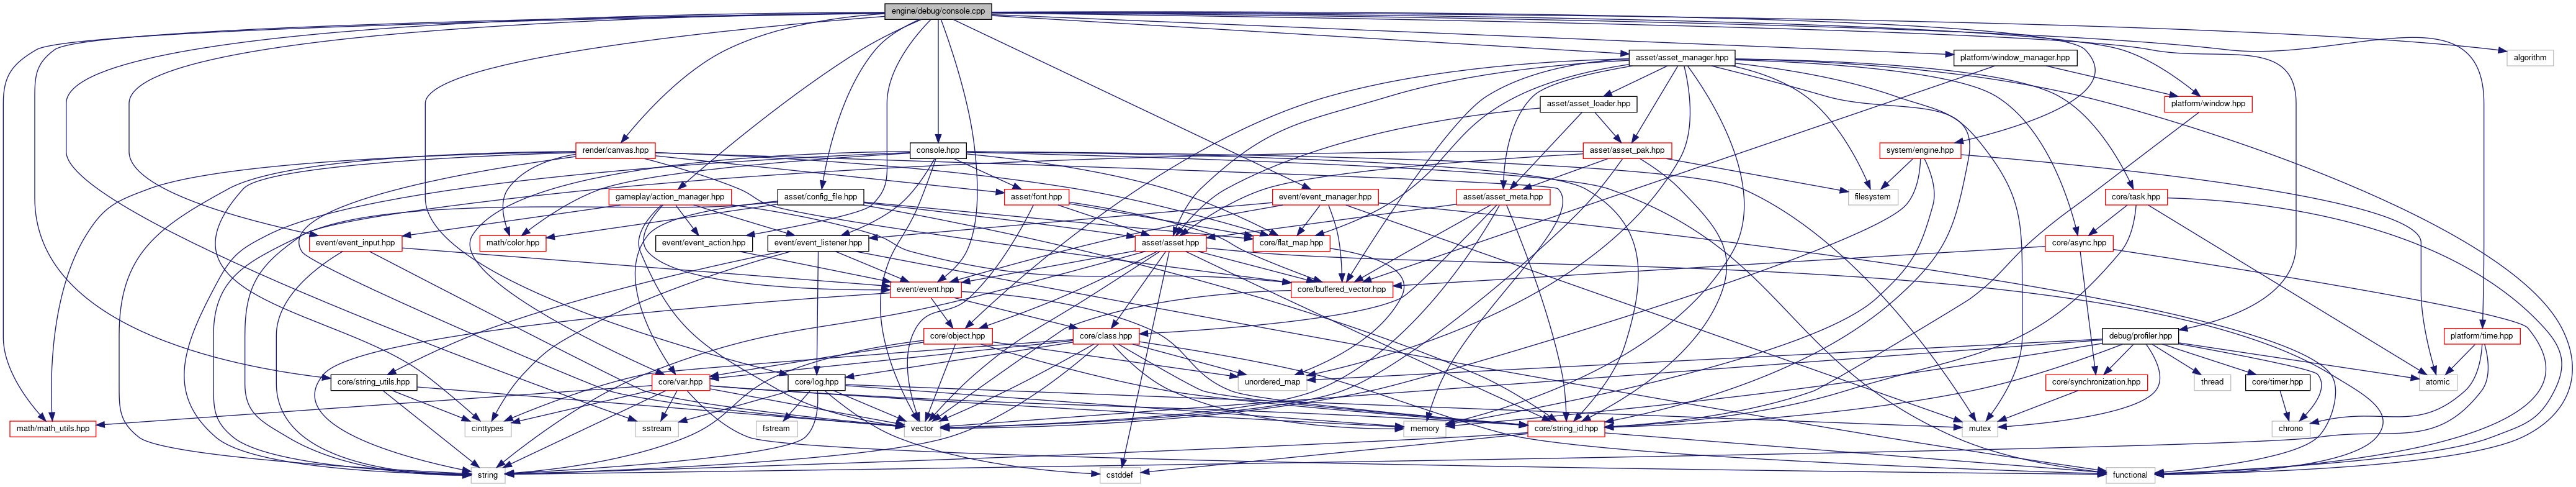 engine/debug/console.cpp
asset/asset_manager.hpp
platform/window_manager.hpp
algorithm
asset/asset_loader.hpp
platform/window.hpp
render/canvas.hpp
console.hpp
asset/asset_pak.hpp
system/engine.hpp
gameplay/action_manager.hpp
asset/config_file.hpp
asset/font.hpp
event/event_manager.hpp
asset/asset_meta.hpp
filesystem
core/task.hpp
event/event_input.hpp
math/color.hpp
event/event_action.hpp
event/event_listener.hpp
asset/asset.hpp
core/flat_map.hpp
core/async.hpp
event/event.hpp
core/buffered_vector.hpp
core/object.hpp
core/class.hpp
debug/profiler.hpp
platform/time.hpp
core/string_utils.hpp
core/var.hpp
core/log.hpp
unordered_map
core/synchronization.hpp
thread
core/timer.hpp
atomic
math/math_utils.hpp
cinttypes
sstream
fstream
vector
memory
core/string_id.hpp
mutex
chrono
string
cstddef
functional